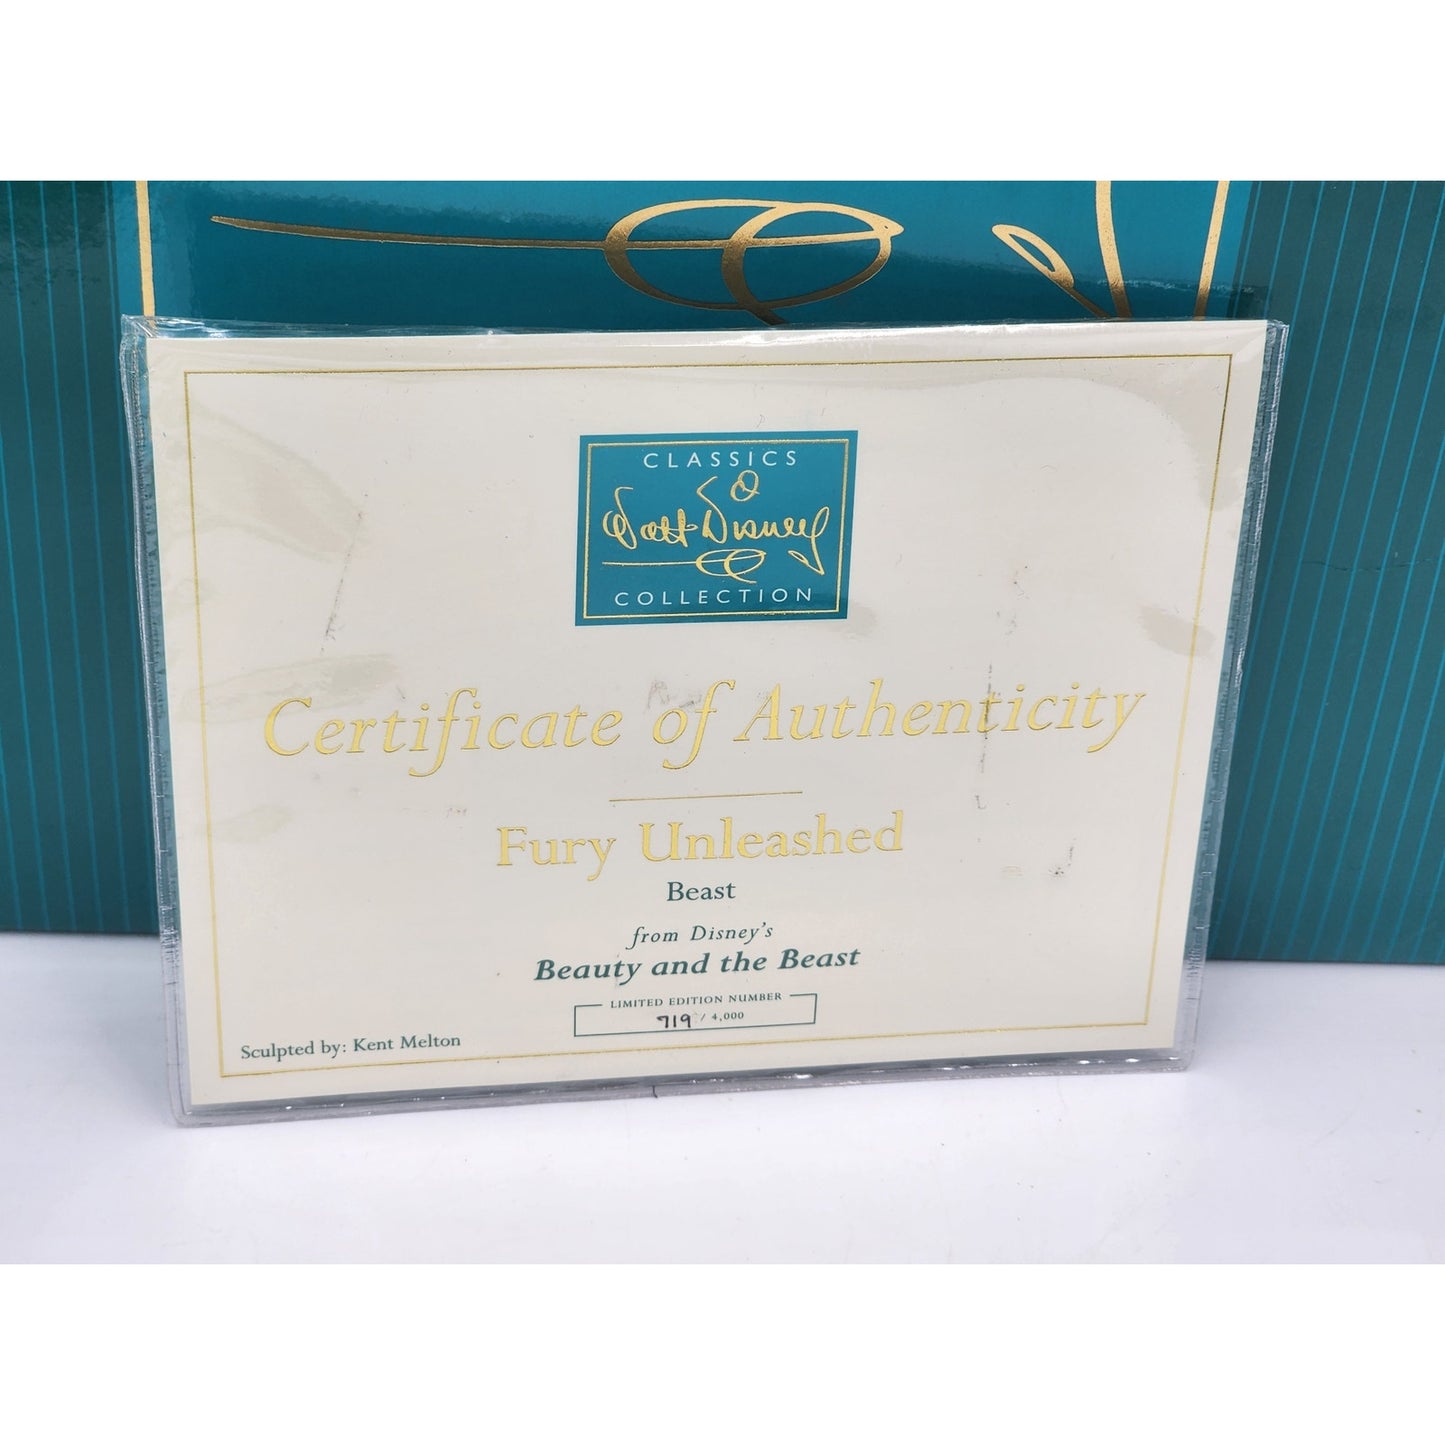 CLASSICS
Walt Disney
COLLECTION
Certificate of Authenticity
Fury Unleashed
Beast
from Disney's
Beauty and the Beast
LIMITED EDITION NUMBER
719 / 4,000
Sculpted by: Kent Melton